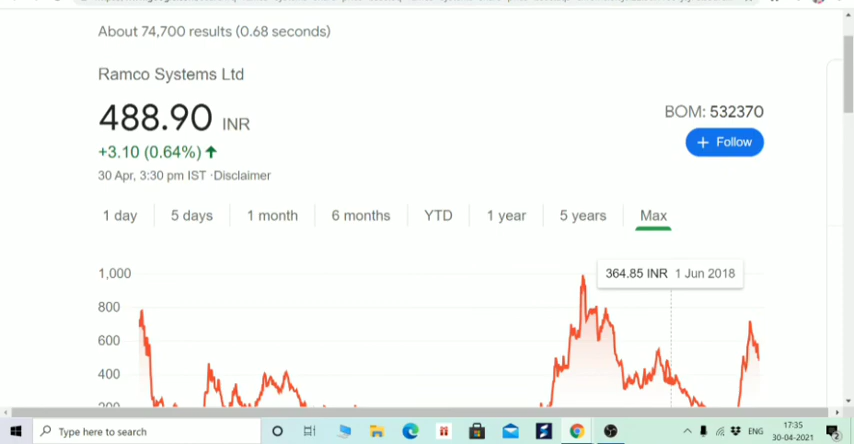 About 74,700 results (0.68 seconds)
Ramco Systems Ltd
488.90 INR
BOM: 532370
+3.10 (0.64%)
+ Follow
30 Apr, 3:30 pm IST ·Disclaimer
1 day 5 days 1 month 6 months YTD 1 year 5 years Max
364.85 INR 1 Jun 2018
1,000
800
600
400
200
Type here to search
ENG
17:35
30-04-2021
2